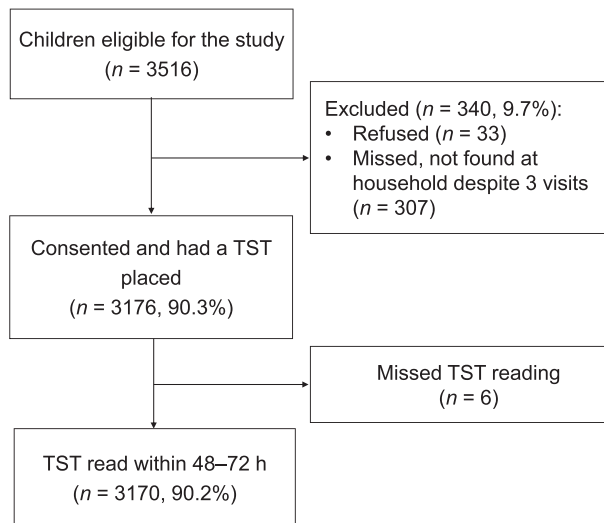 Children eligible for the study
(n = 3516)
Excluded (n = 340, 9.7%):
• Refused (n = 33)
• Missed, not found at
household despite 3 visits
(n = 307)
Consented and had a TST
placed
(n = 3176, 90.3%)
Missed TST reading
(n = 6)
TST read within 48–72 h
(n = 3170, 90.2%)